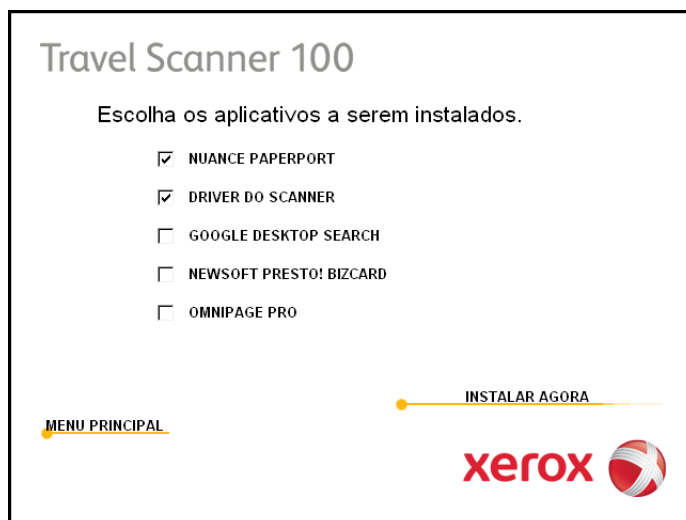 Travel Scanner 100
Escolha os aplicativos a serem instalados.
NUANCE PAPERPORT
DRIVER DO SCANNER
GOOGLE DESKTOP SEARCH
NEWSOFT PRESTO! BIZCARD
OMNIPAGE PRO
INSTALAR AGORA
MENU PRINCIPAL
xerox